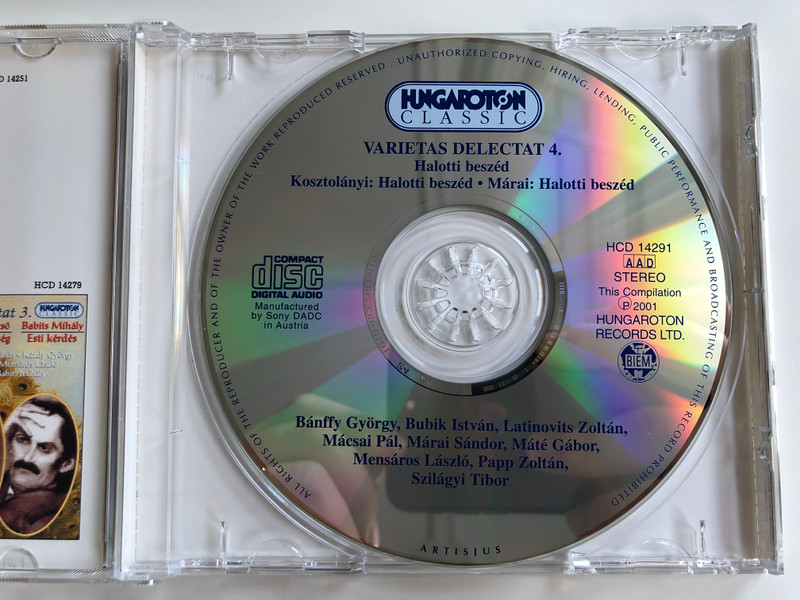 D 14251
HCD 14279
tat 3.
HUNGAROTON
CLASSIC
Babits Mihály
Esti kérdés
HUNGAROTON
CLASSIC
VARIETAS DELECTAT 4.
Halotti beszéd
Kosztolányi: Halotti beszéd • Márai: Halotti beszéd
COMPACT
disc
DIGITAL AUDIO
Manufactured
by Sony DADC
in Austria
HCD 14291
AAD
STEREO
This Compilation
Ⓟ 2001
HUNGAROTON
RECORDS LTD.
BIEM
Bánffy György, Bubik István, Latinovits Zoltán,
Mácsai Pál, Márai Sándor, Máté Gábor,
Mensáros László, Papp Zoltán,
Szilágyi Tibor
ARTISJUS
ALL RIGHTS OF THE REPRODUCER AND OF THE OWNER OF THE WORK REPRODUCED RESERVED . UNAUTHORIZED COPYING, HIRING, LENDING, PUBLIC PERFORMANCE AND BROADCASTING OF THIS RECORD PROHIBITED